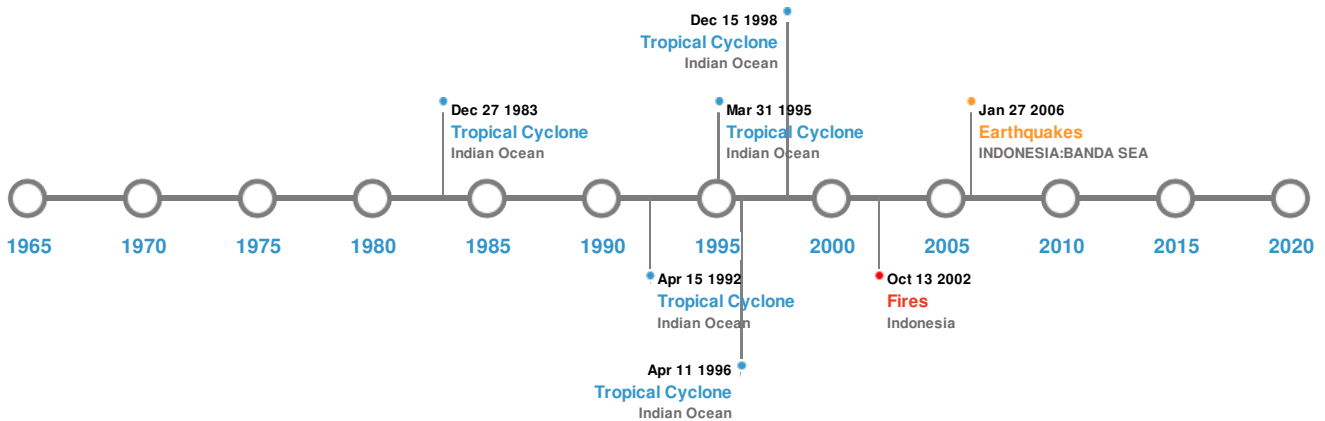 Dec 15 1998
Tropical Cyclone
Indian Ocean
Dec 27 1983
Tropical Cyclone
Indian Ocean
Mar 31 1995
Tropical Cyclone
Indian Ocean
Jan 27 2006
Earthquakes
INDONESIA:BANDA SEA
1965 1970 1975 1980 1985 1990 1995 2000 2005 2010 2015 2020
Apr 15 1992
Tropical Cyclone
Indian Ocean
Oct 13 2002
Fires
Indonesia
Apr 11 1996
Tropical Cyclone
Indian Ocean